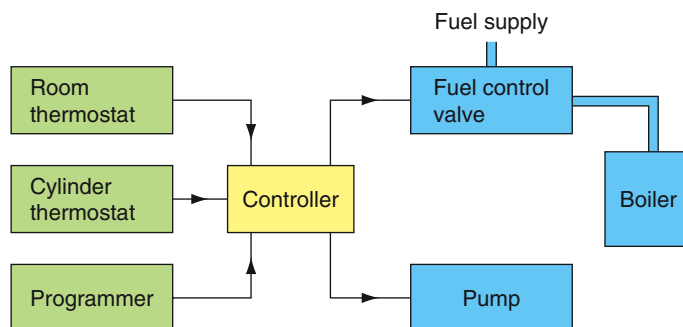 Fuel supply
Room
thermostat
Fuel control
valve
Cylinder
thermostat
Controller
Boiler
Programmer
Pump